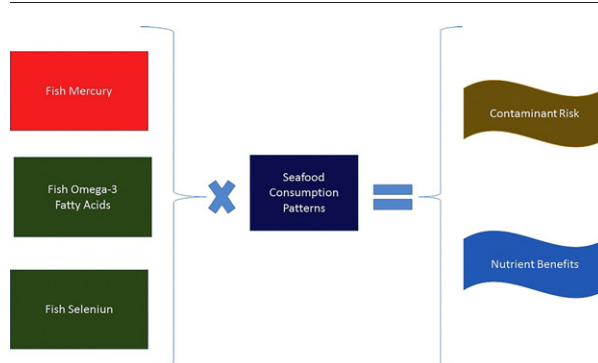 Fish Mercury
Fish Omega-3
Fatty Acids
Fish Seleniun
Seafood
Consumption
Patterns
Contaminant Risk
Nutrient Benefits